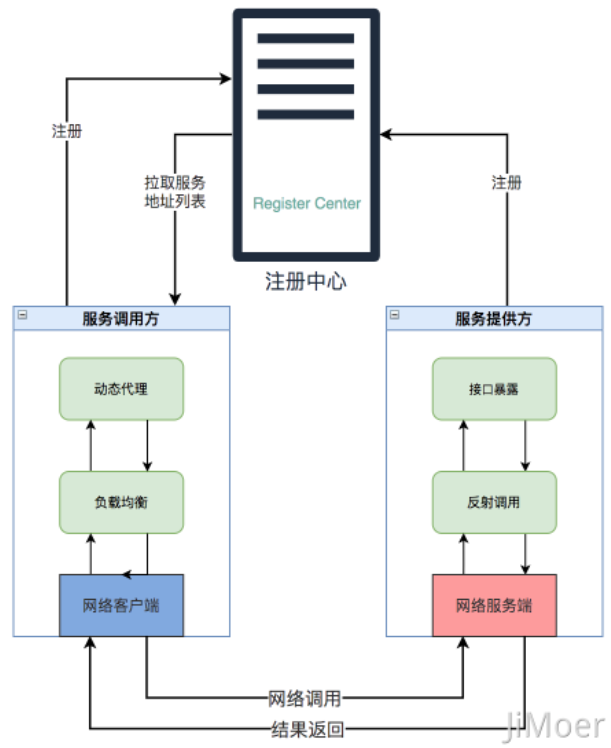 注册
拉取服务
地址列表
Register Center
注册
注册中心
服务调用方
服务提供方
动态代理
接口暴露
负载均衡
反射调用
网络客户端
网络服务端
网络调用
结果返回
JiMoer